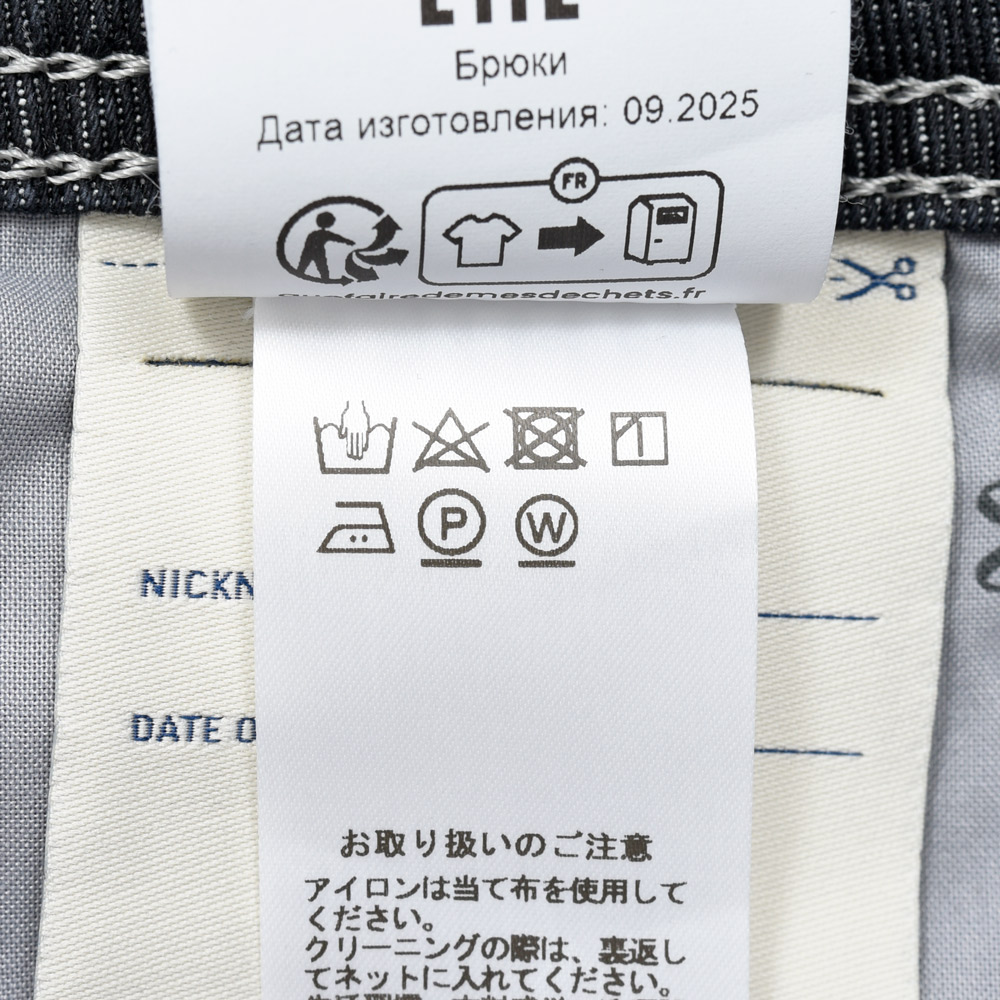 EAC
Брюки
Дата изготовления: 09.2025
FR
quefairedemesdechets.fr
P
W
NICKN
DATE O
お取り扱いのご注意
アイロンは当て布を使用して
ください。
クリーニングの際は、裏返し
てネットに入れてください。